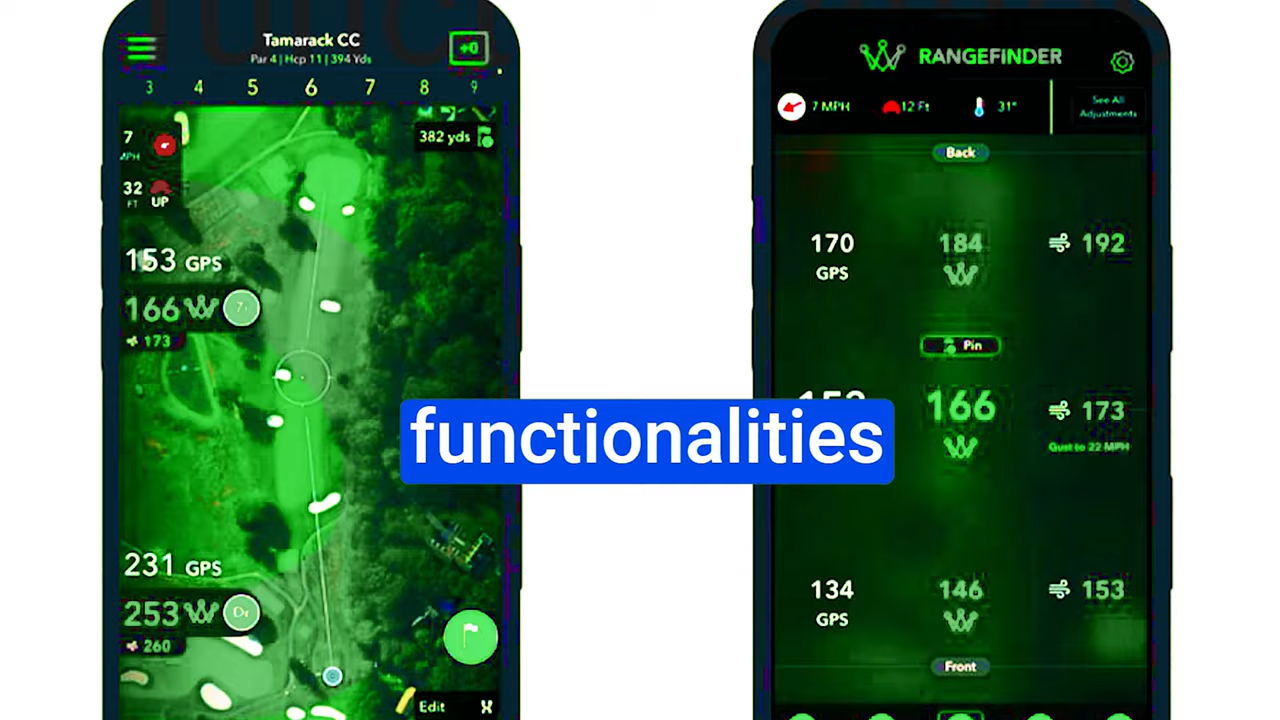 Tamarack CC
+0
Par 4 | Hcp 11 | 394 Yds
3 4 5 6 7 8 9
7
MPH
382 yds
32
FT UP
153 GPS
166 7i
173
231 GPS
253 Dr
260
Edit
functionalities
RANGEFINDER
7 MPH 12 Ft 31°
See All
Adjustments
Back
170 184 192
GPS
Pin
166 173
Gust to 22 MPH
134 146 153
GPS
Front